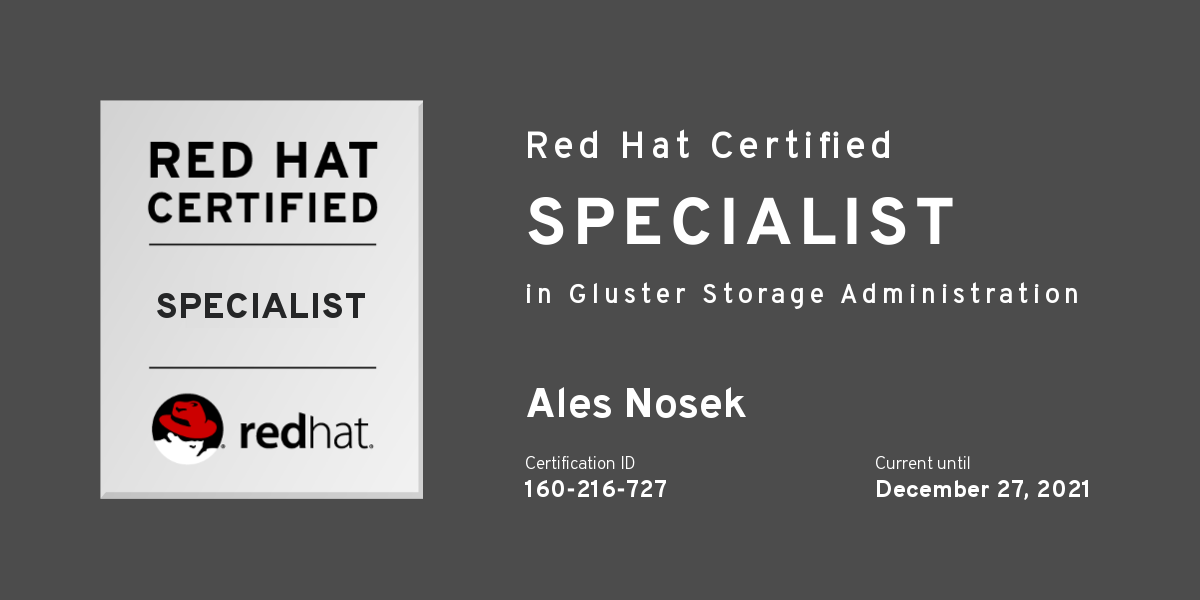 RED HAT
CERTIFIED
SPECIALIST
redhat.
Red Hat Certified
SPECIALIST
in Gluster Storage Administration
Ales Nosek
Certification ID
160-216-727
Current until
December 27, 2021